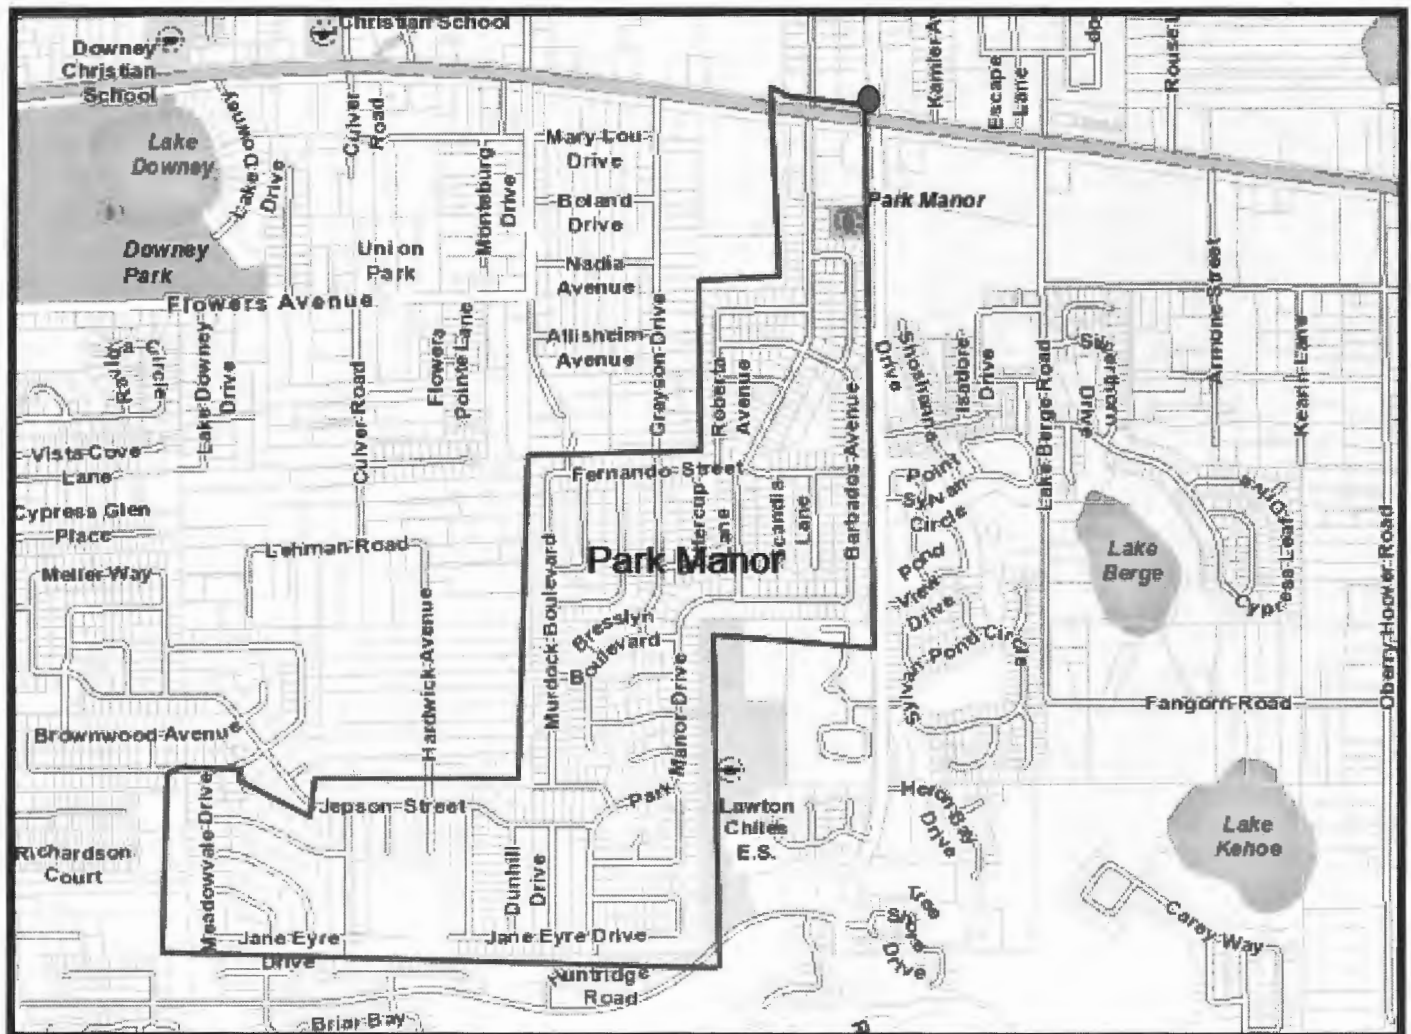 Christian School
Downey
Christian
School
Lake
Downey
Downey
Park
Lake Downey
Drive
Culver
Road
Montsburg
Drive
Mary Lou
Drive
Boland
Drive
Nadia
Avenue
Union
Park
Flowers Avenue
Allisheim
Avenue
Grayson Drive
Park Manor
Escape
Lane
Circle
Lake Downey
Drive
Culver Road
Flowers
Pointe Lane
Roberta
Avenue
Barbados Avenue
Shoshanna
Drive
Isadore
Drive
Lake Berge Road
Drive
Armone Street
Kearin Lane
Vista Cove
Lane
Cypress Glen
Place
Fernando Street
Lane
Point
Sylvan
Circle
Pond
View
Drive
Sylvan Pond Circle
Lake
Berge
Cypress Leaf
Oberry Hoover Road
Lehman Road
Meller Way
Park Manor
Murdock Boulevard
Bresslyn
Boulevard
Hardwick Avenue
Park Manor Drive
Fangorn Road
Brownwood Avenue
Meadowvale Drive
Jepson Street
Lawton
Chiles
E.S.
Heron Bay
Drive
Lake
Kehoe
Richardson
Court
Dunhill
Drive
Tree
Shore
Drive
Carey Way
Jane Eyre
Drive
Jane Eyre Drive
Huntridge
Road
Briar Bay